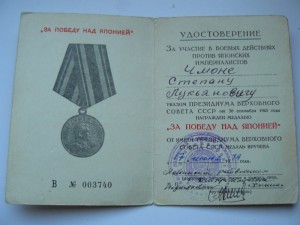 "ЗА ПОБЕДУ НАД ЯПОНИЕЙ"
В № 003740
УДОСТОВЕРЕНИЕ
ЗА УЧАСТИЕ В БОЕВЫХ ДЕЙСТВИЯХ
ПРОТИВ ЯПОНСКИХ
ИМПЕРИАЛИСТОВ
Степану
Лукьяновичу
УКАЗОМ ПРЕЗИДИУМА ВЕРХОВНОГО
СОВЕТА СССР от 30 сентября 1945 года
НАГРАЖДЕН МЕДАЛЬЮ
"ЗА ПОБЕДУ НАД ЯПОНИЕЙ"
ОТ ИМЕНИ ПРЕЗИДИУМА ВЕРХОВНОГО
СОВЕТА СССР МЕДАЛЬ ВРУЧЕНА